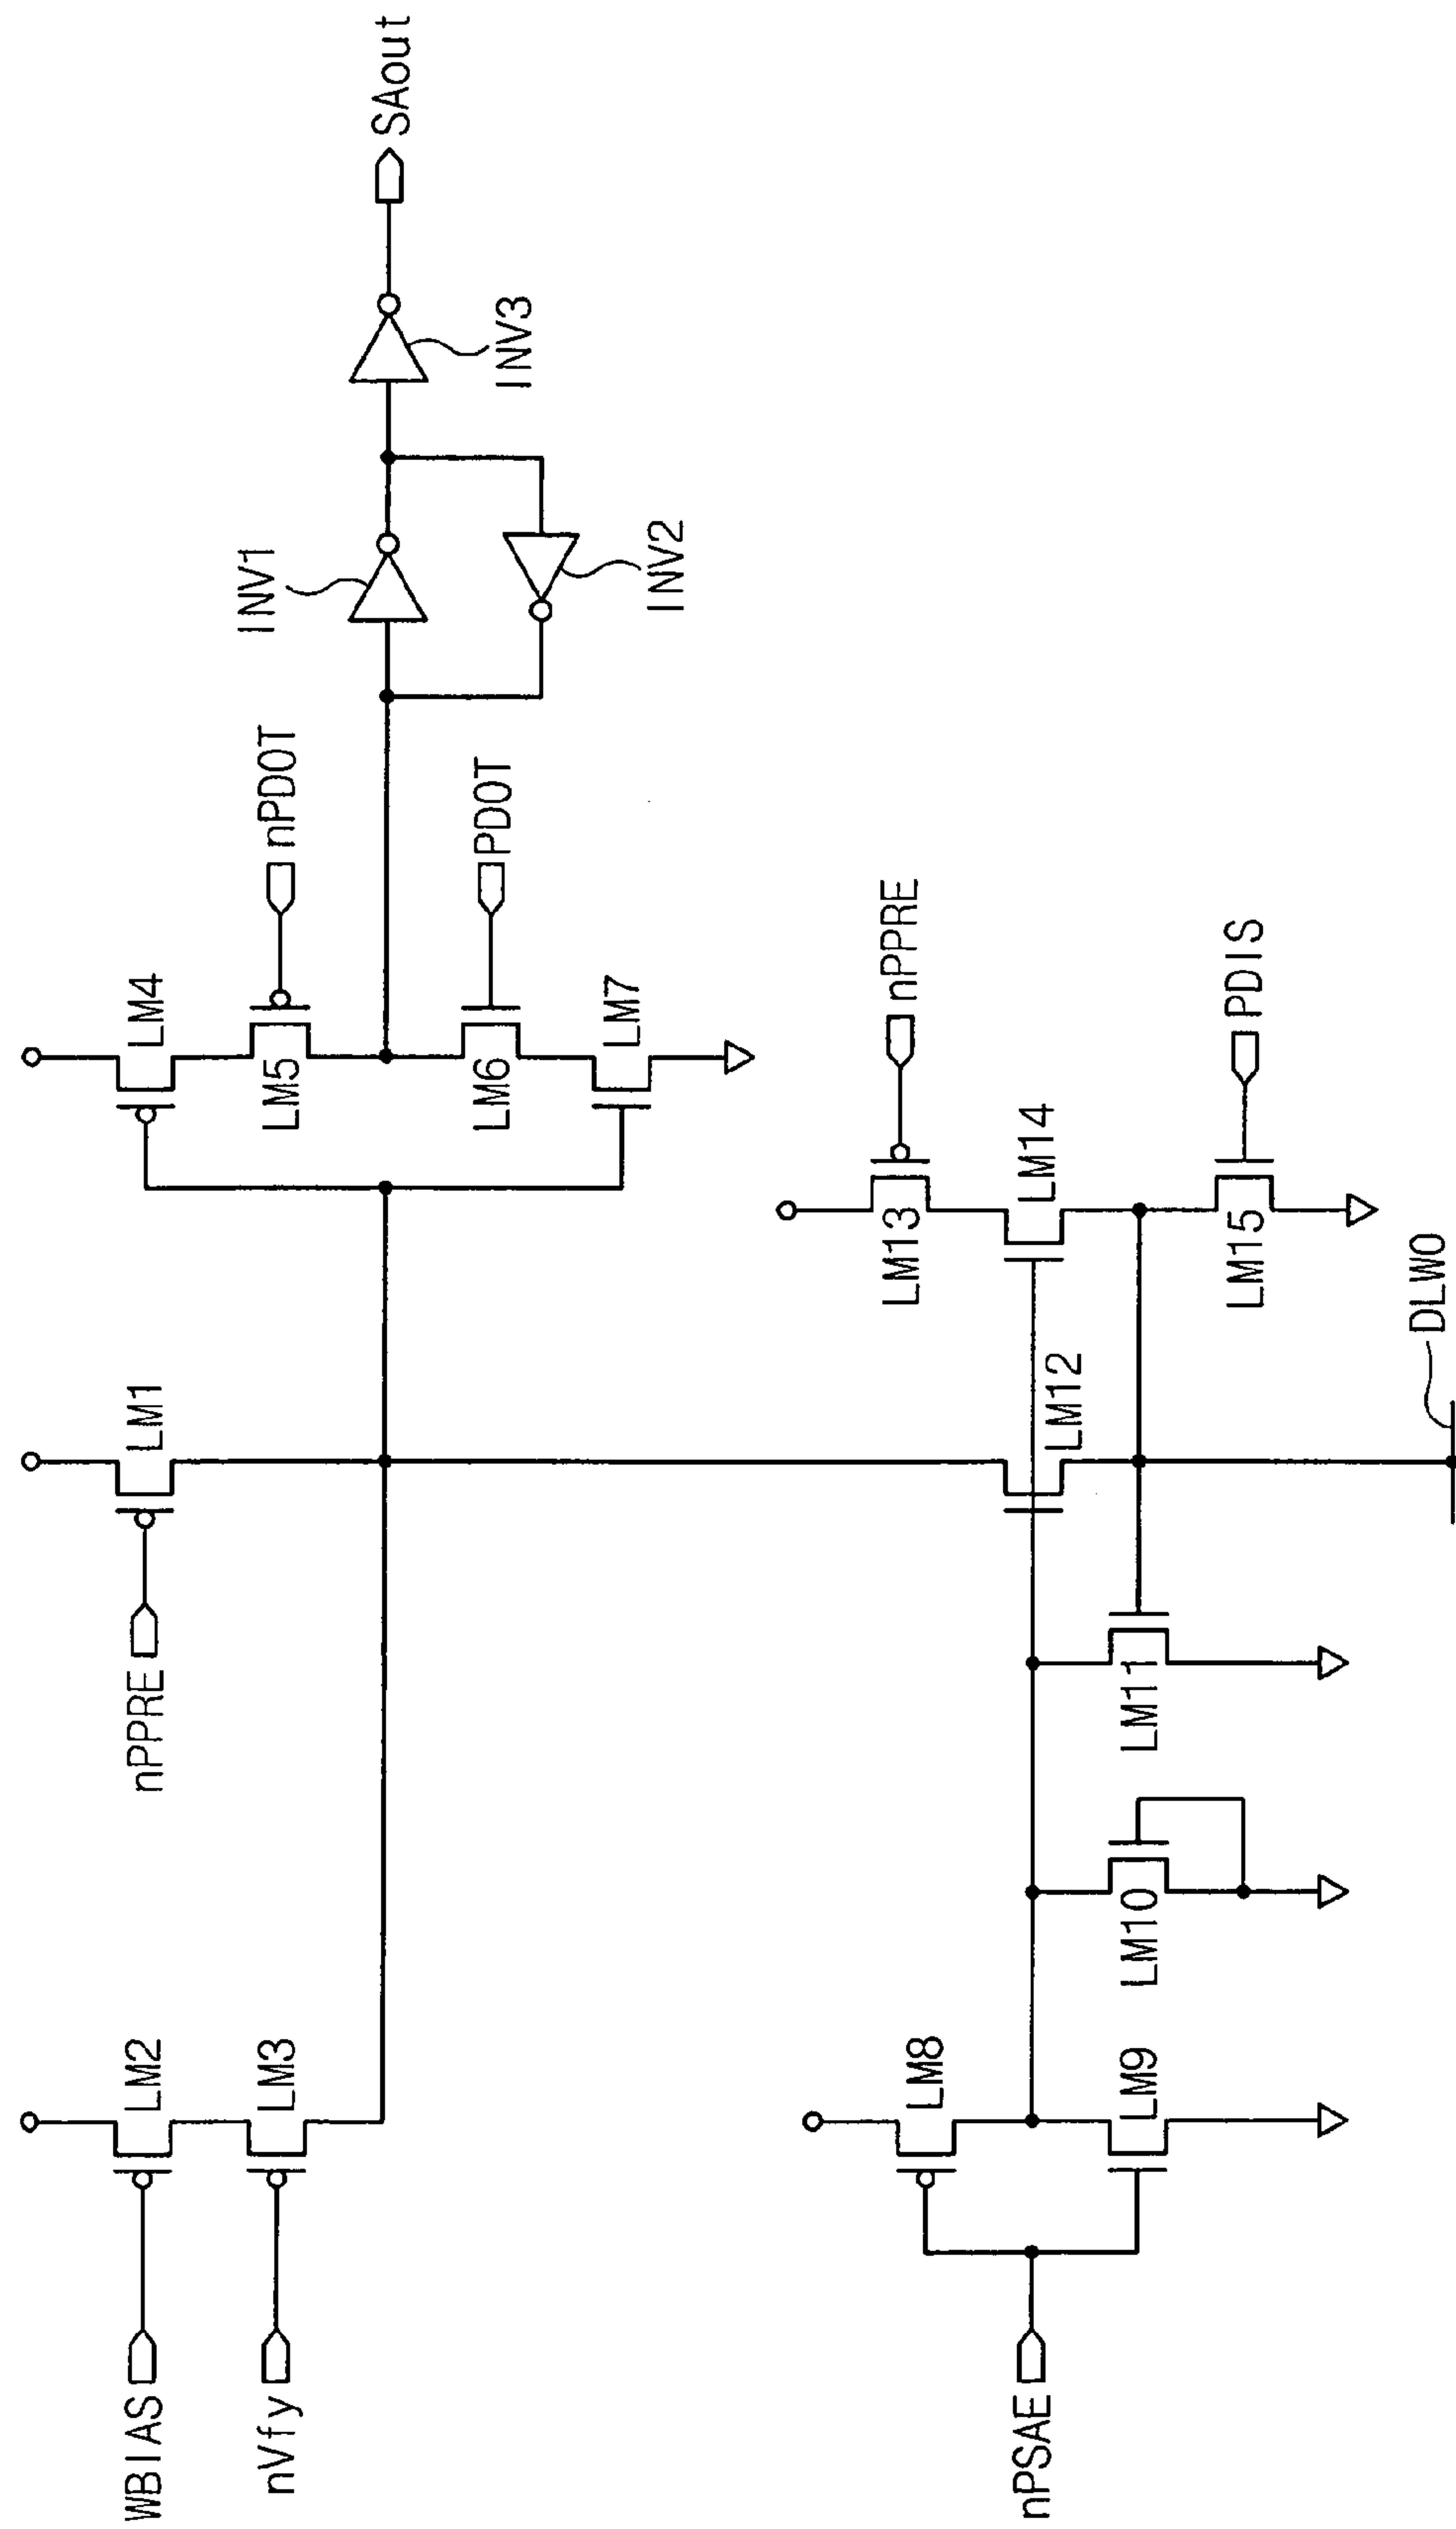 WBIAS
LM2
nVfy
LM3
nPPRE
LM1
LM4
nPDOT
LM5
PDOT
LM6
LM7
INV1
INV2
INV3
SAout
nPSAE
LM8
LM9
LM10
LM11
LM12
nPPRE
LM13
LM14
PDIS
LM15
DLW0